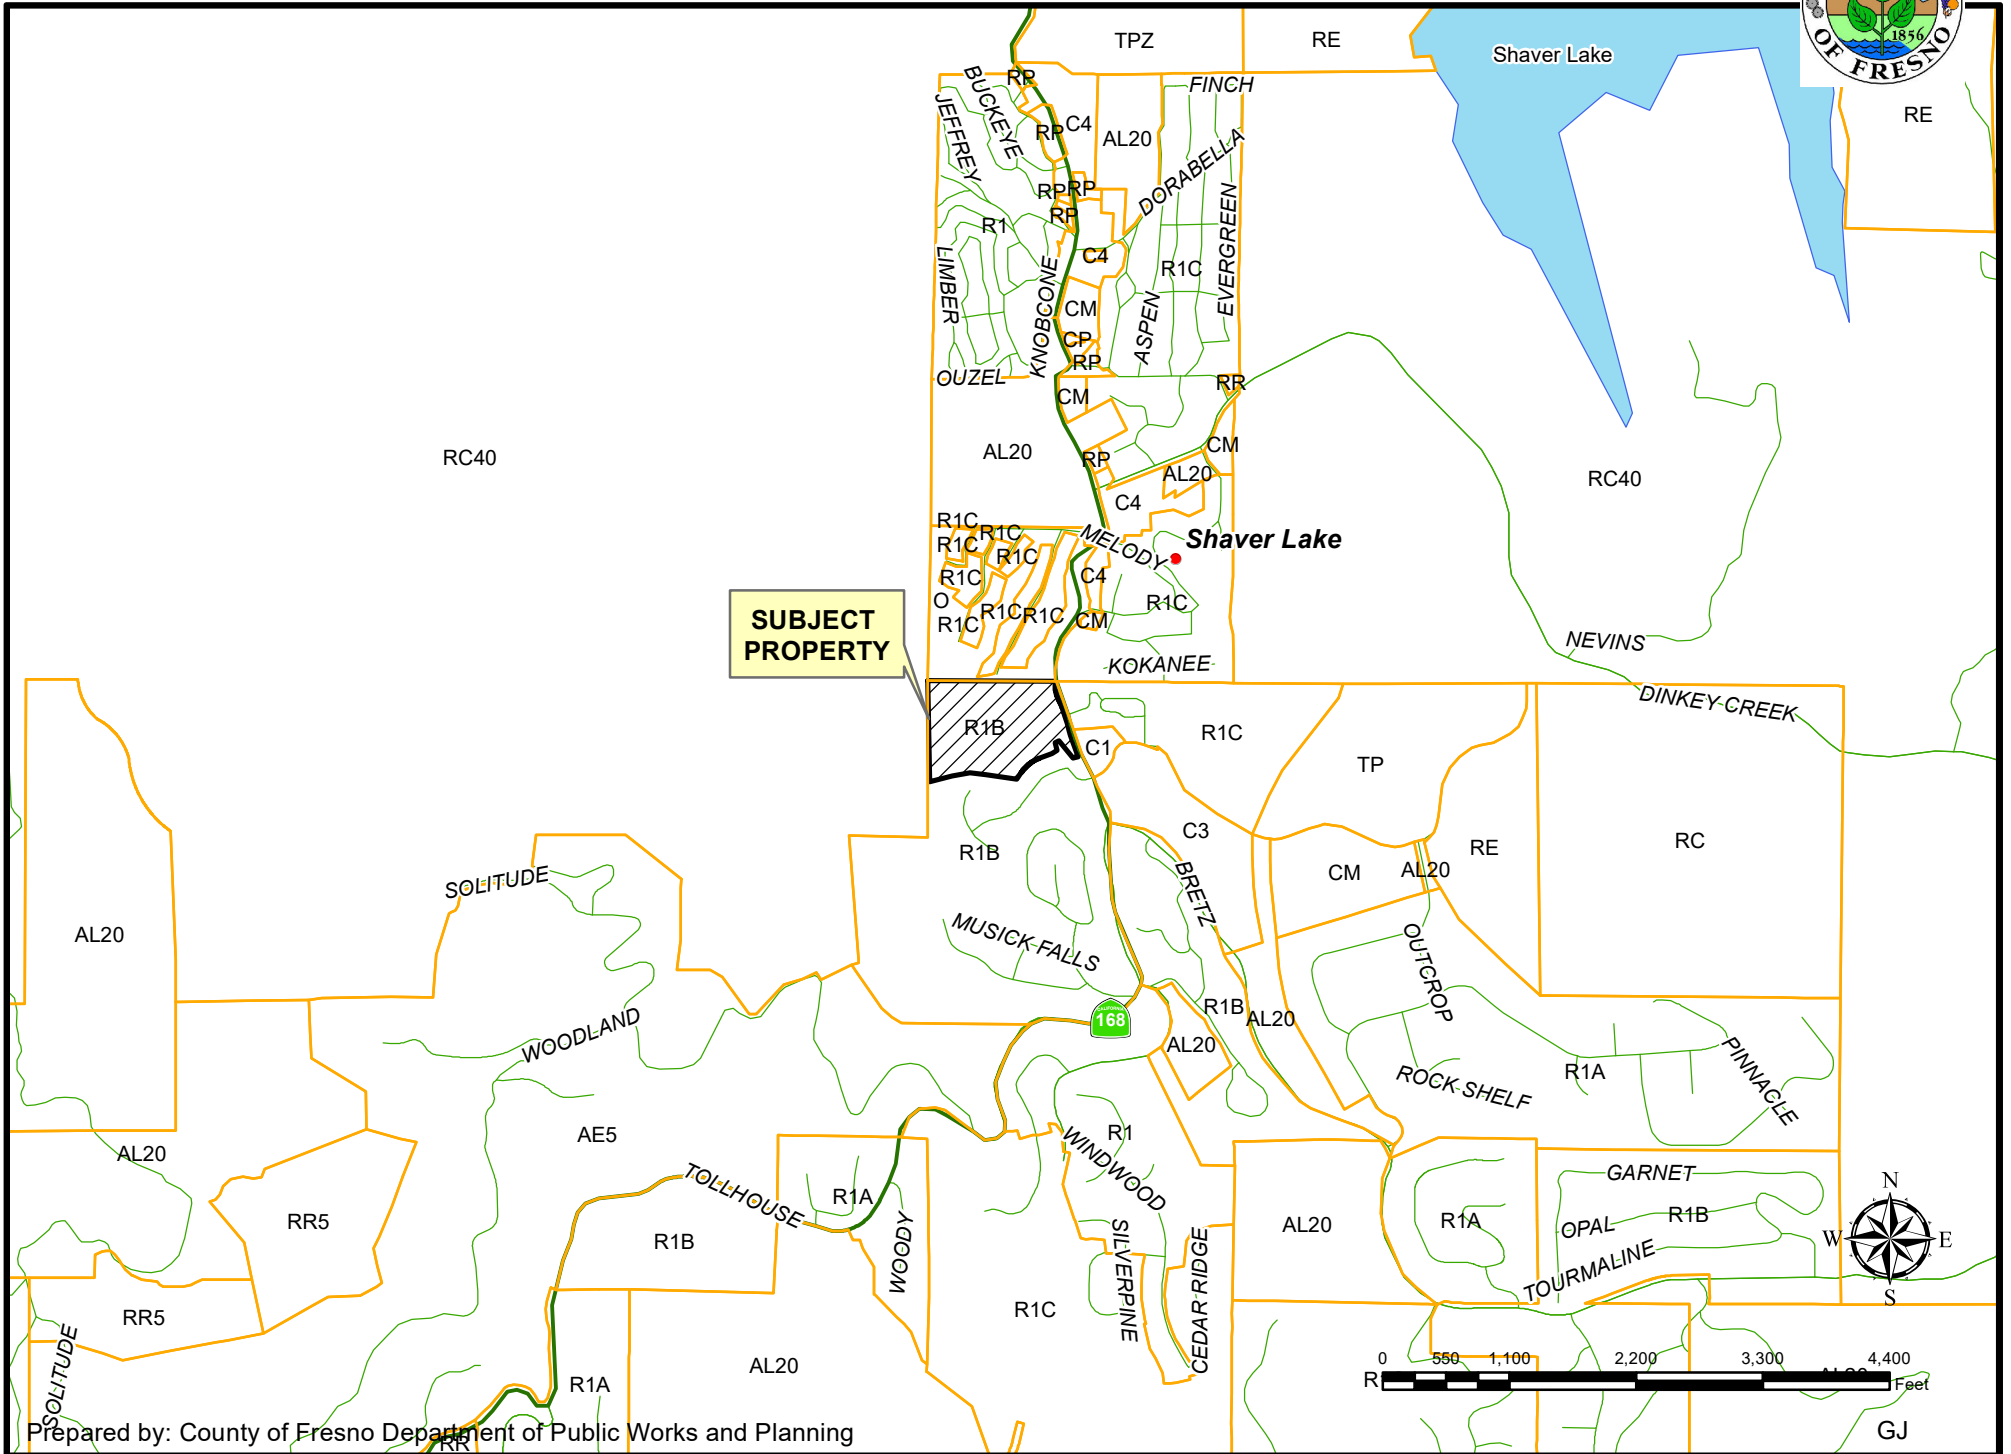 TPZ
RE
Shaver Lake
1856
OF FRESNO
RE
RP
BUCKEYE
JEFFREY
FINCH
C4
RP
AL20
DORABELLA
RP
RP
RP
R1
EVERGREEN
LIMBER
KNOBCONE
C4
R1C
CM
ASPEN
CP
RP
OUZEL
RR
CM
AL20
CM
RC40
RP
AL20
RC40
C4
R1C
R1C
R1C
R1C
MELODY
Shaver Lake
R1C
C4
O
R1C
R1C
R1C
R1C
CM
SUBJECT
PROPERTY
KOKANEE
NEVINS
DINKEY CREEK
R1B
C1
R1C
TP
C3
R1B
RE
RC
CM
AL20
SOLITUDE
BRETZ
AL20
MUSICK FALLS
OUTCROP
R1B
AL20
CALIFORNIA
168
WOODLAND
AL20
PINNACLE
R1A
ROCK SHELF
AE5
R1
AL20
WINDWOOD
GARNET
TOLLHOUSE
R1A
RR5
AL20
R1A
R1B
OPAL
R1B
WOODY
SILVERPINE
CEDAR RIDGE
TOURMALINE
N
W E
S
RR5
R1C
SOLITUDE
AL20
R1A
0 550 1,100 2,200 3,300 4,400
Feet
AL20
RR
Prepared by: County of Fresno Department of Public Works and Planning
GJ